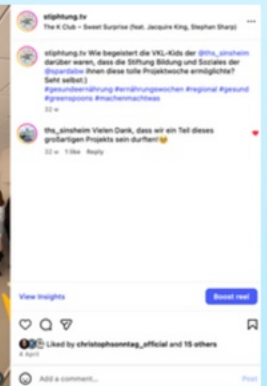 stiphtung.tv
The K Club – Sweet Surprise (feat. Jacquire King, Stephan Sharp)
stiphtung.tv Wie begeistert die VKL-Kids der @ths_sinsheim
darüber waren, dass die Stiftung Bildung und Soziales der
@spardabw ihnen diese tolle Projektwoche ermöglichte?
Seht selbst:)
#gesundeernährung #ernährungswochen #regional #gesund
#greenspoons #machenmachtwas
32 w
ths_sinsheim Vielen Dank, dass wir ein Teil dieses
großartigen Projekts sein durften!
32 w 1 like Reply
View Insights
Boost reel
Liked by christophsonntag_official and 15 others
4 April
Add a comment...
Post